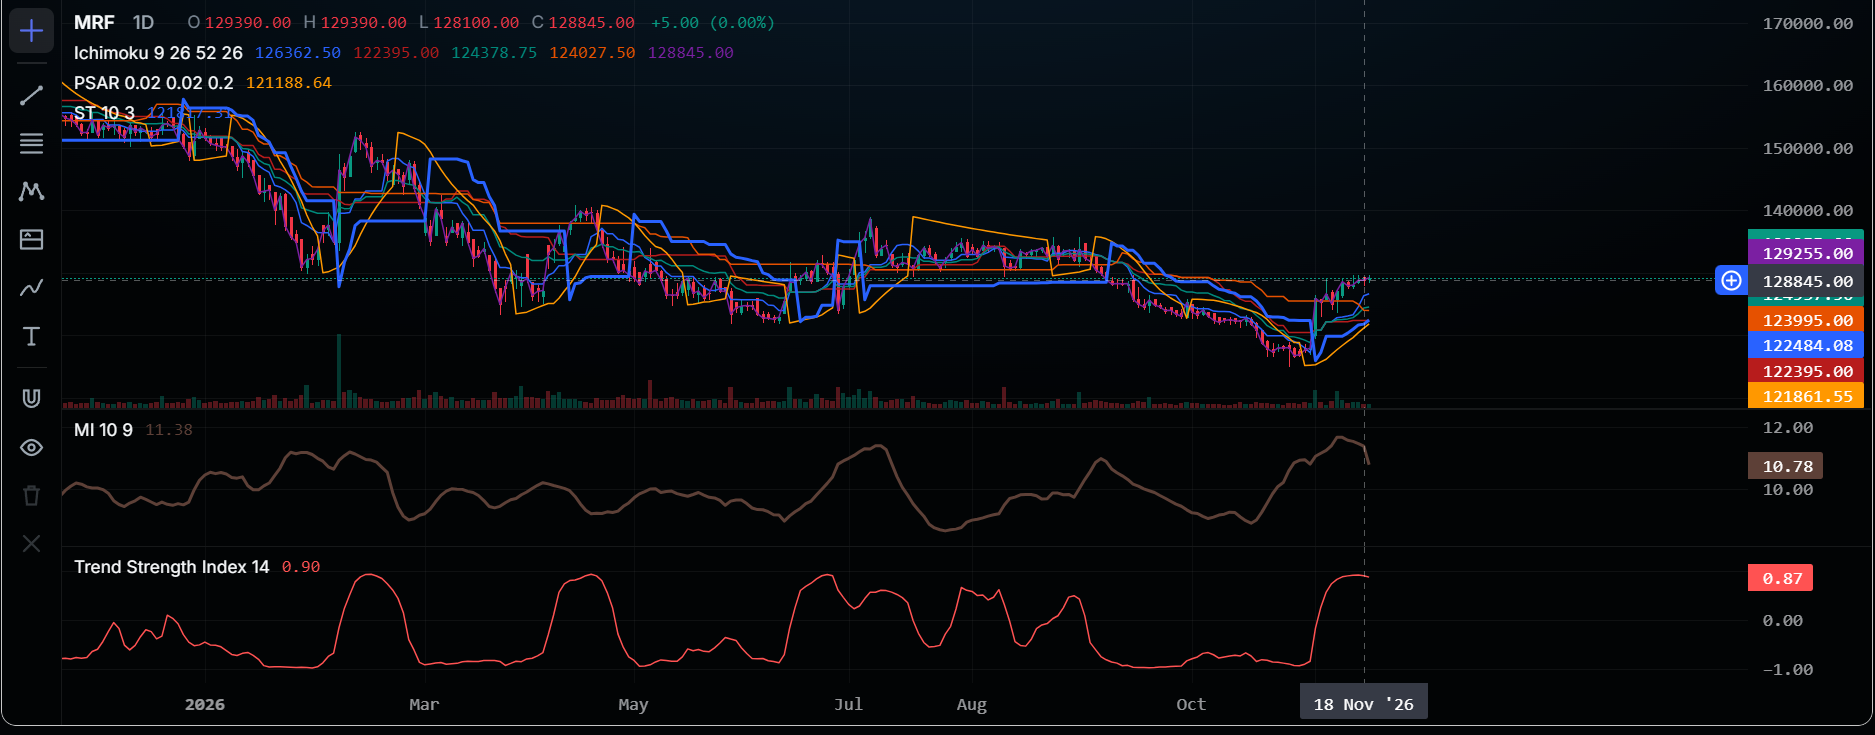 MRF 1D O 129390.00 H 129390.00 L 128100.00 C 128845.00 +5.00 (0.00%)
Ichimoku 9 26 52 26 126362.50 122395.00 124378.75 124027.50 128845.00
PSAR 0.02 0.02 0.2 121188.64
ST 10 3
170000.00
160000.00
150000.00
140000.00
129255.00
128845.00
123995.00
122484.08
122395.00
121861.55
MI 10 9 11.38
12.00
10.78
10.00
Trend Strength Index 14 0.90
0.87
0.00
−1.00
2026 Mar May Jul Aug Oct 18 Nov '26